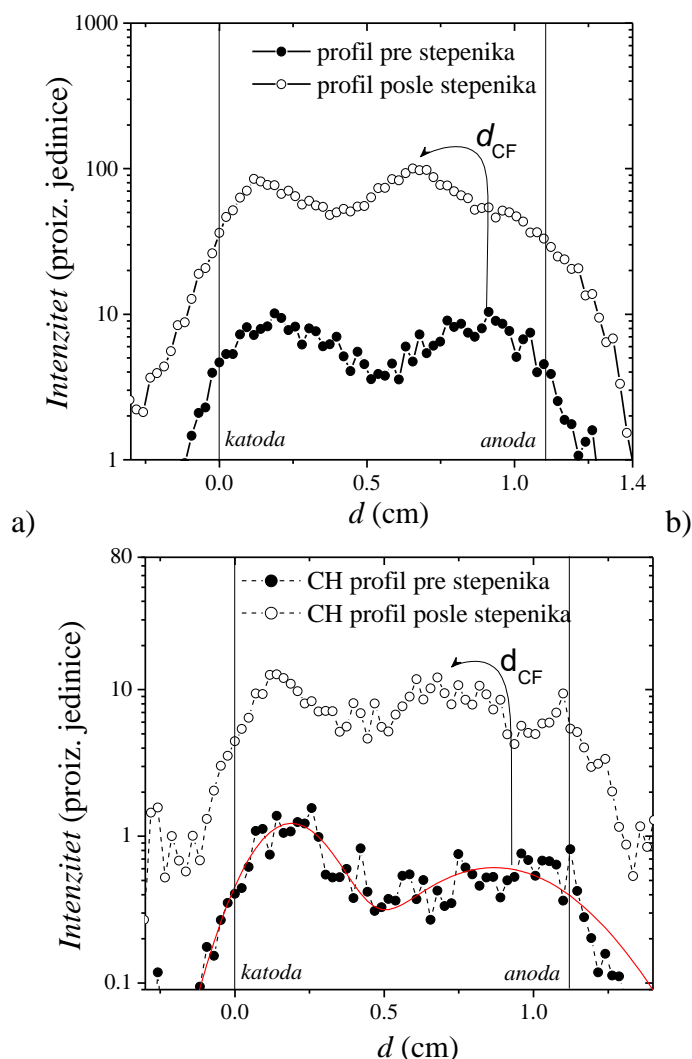 1000
profil pre stepenika
profil posle stepenika
d_CF
100
10
1
Intenzitet (proiz. jedinice)
katoda
anoda
0.0
0.5
1.0
1.4
d (cm)
a)
b)
80
CH profil pre stepenika
CH profil posle stepenika
d_CF
10
1
0.1
Intenzitet (proiz. jedinice)
katoda
anoda
0.0
0.5
1.0
d (cm)